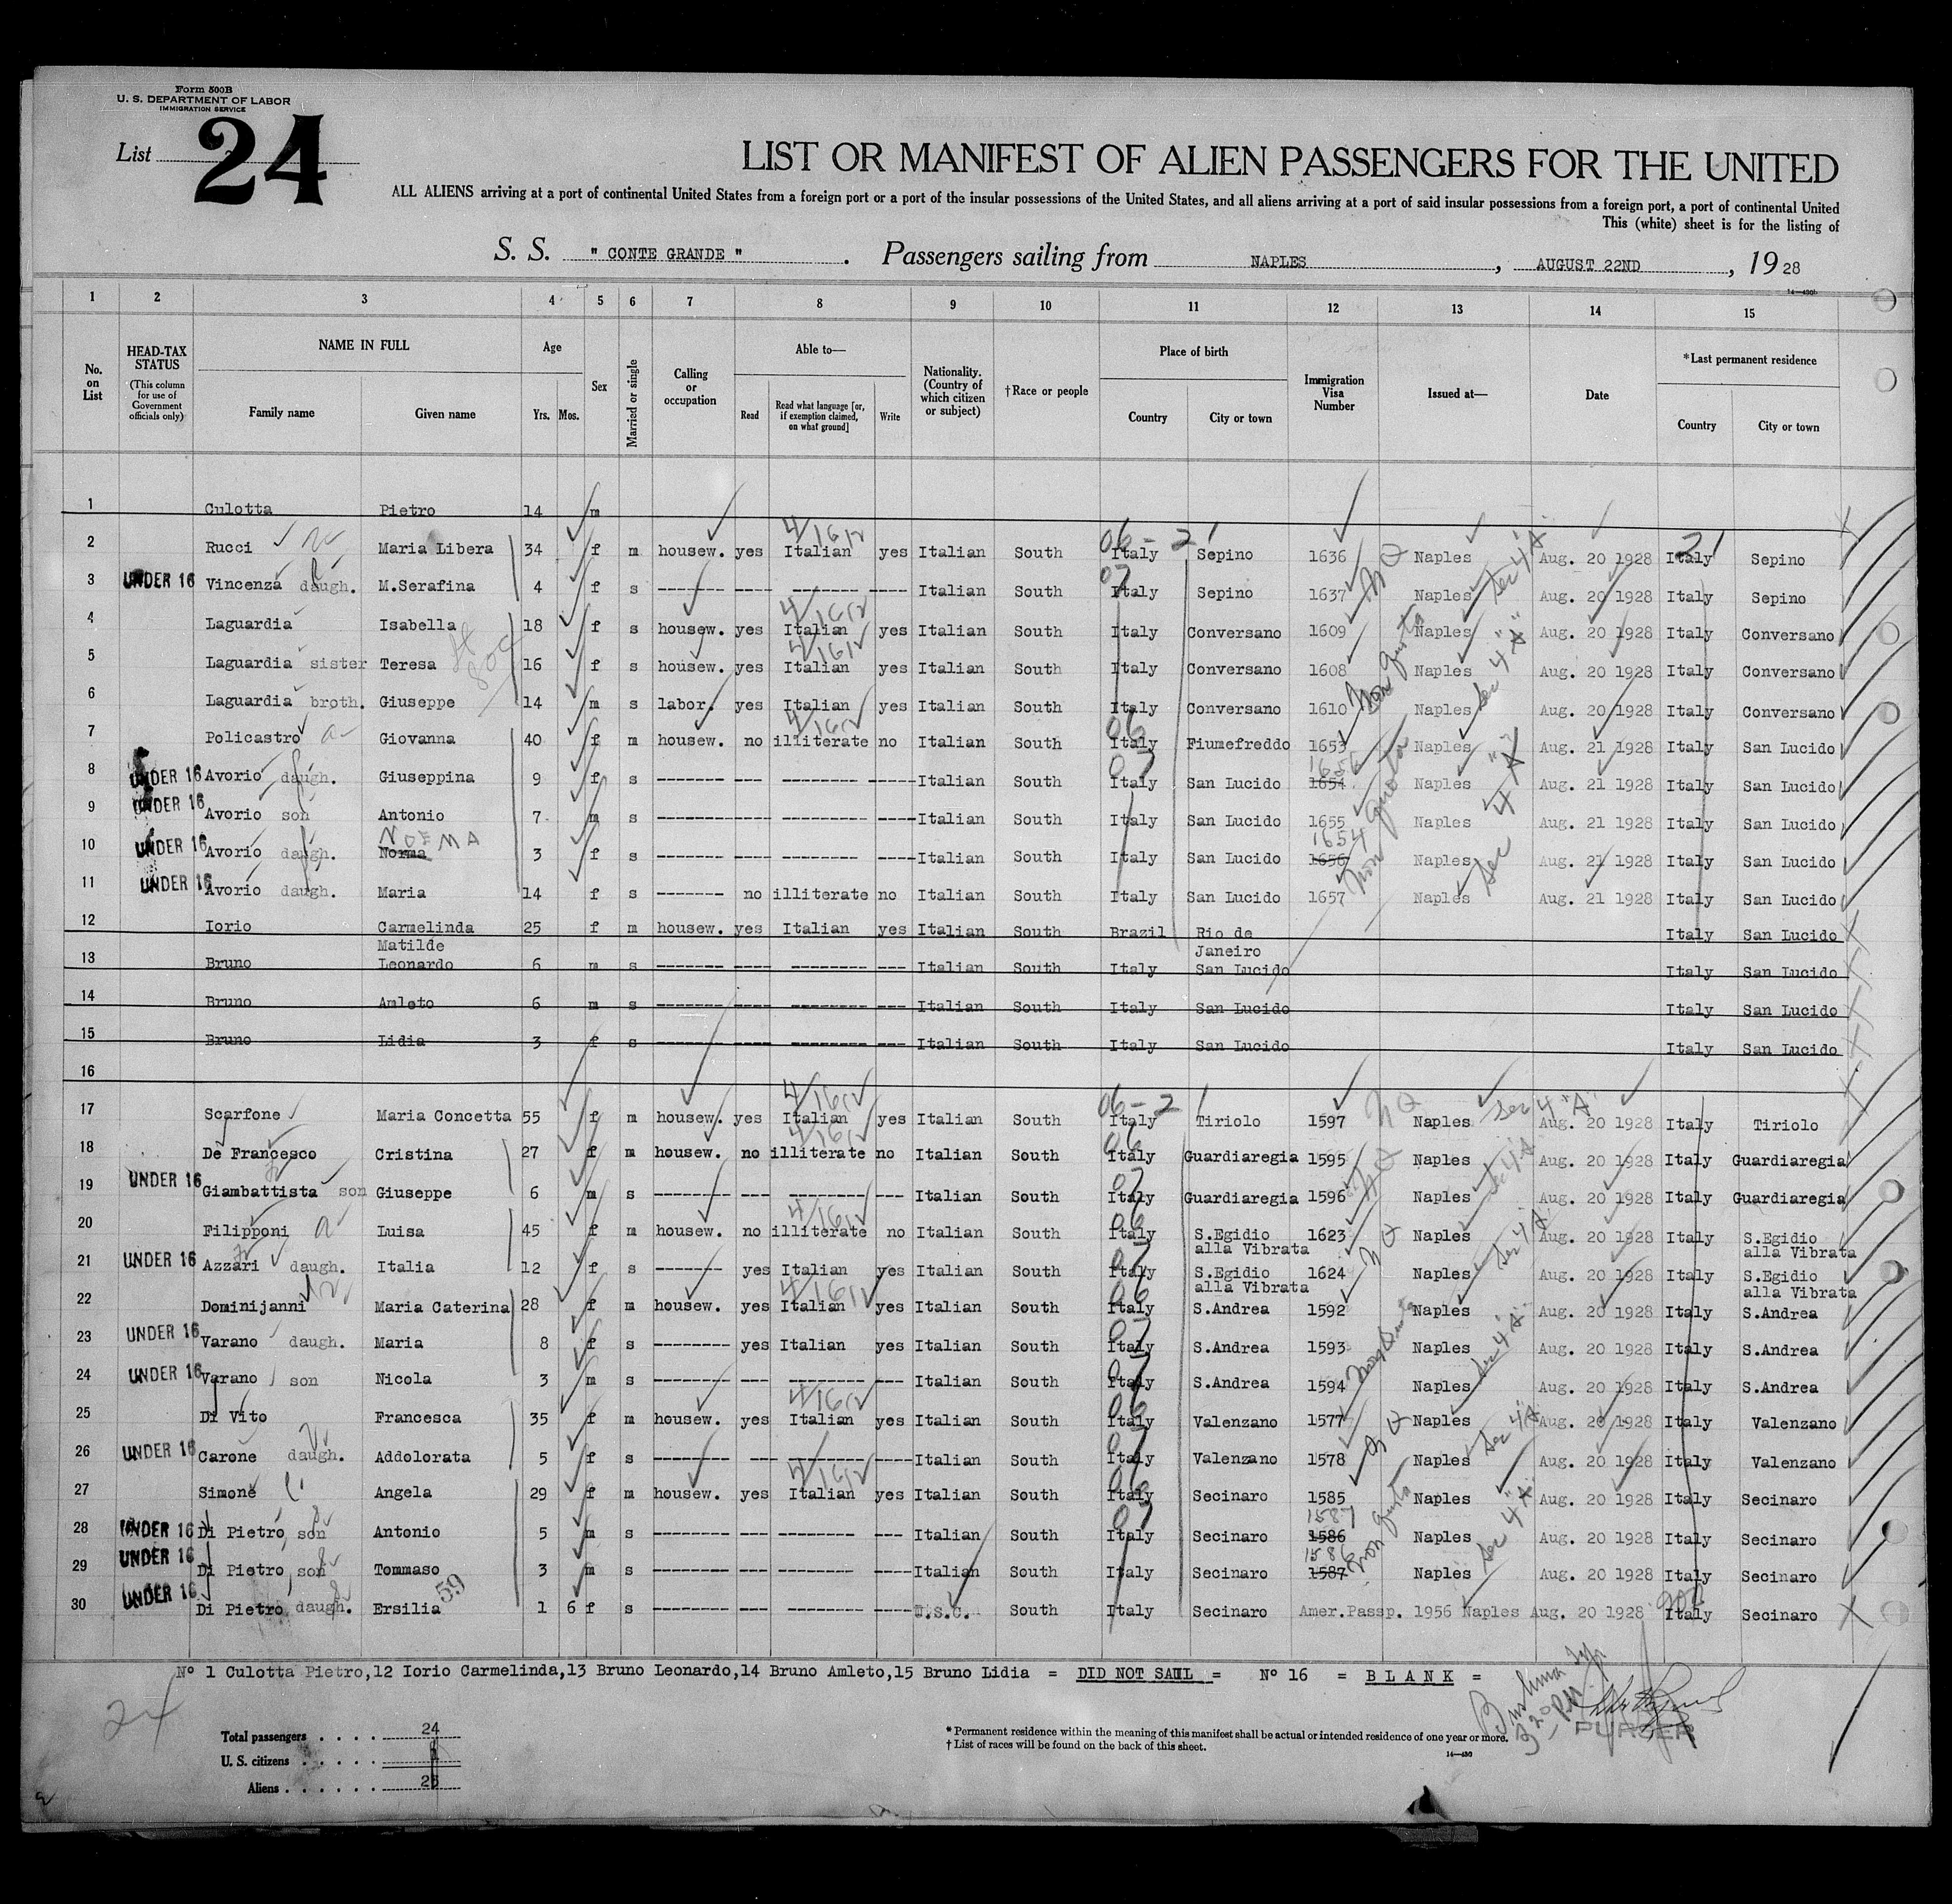 Form 500B
U. S. DEPARTMENT OF LABOR
IMMIGRATION SERVICE
List 24
LIST OR MANIFEST OF ALIEN PASSENGERS FOR THE UNITED
ALL ALIENS arriving at a port of continental United States from a foreign port or a port of the insular possessions of the United States, and all aliens arriving at a port of said insular possessions from a foreign port, a port of continental United
This (white) sheet is for the listing of
S. S. " CONTE GRANDE " . Passengers sailing from NAPLES , AUGUST 22ND , 19 28
14—430b
1 2 3 4 5 6 7 8 9 10 11 12 13 14 15
No. on List
HEAD-TAX STATUS (This column for use of Government officials only)
NAME IN FULL Family name Given name
Age Yrs. Mos.
Sex
Married or single
Calling or occupation
Able to— Read Read what language [or, if exemption claimed, on what ground] Write
Nationality. (Country of which citizen or subject)
†Race or people
Place of birth Country City or town
Immigration Visa Number
Issued at—
Date
*Last permanent residence Country City or town
1 Culotta Pietro 14 m
2 Rucci Maria Libera 34 f m housew. yes Italian yes Italian South Italy Sepino 1636 Naples Aug. 20 1928 Italy Sepino
3 UNDER 16 Vincenza daugh. M.Serafina 4 f s ------- ---- -------- ---- Italian South Italy Sepino 1637 Naples Aug. 20 1928 Italy Sepino
4 Laguardia Isabella 18 f s housew. yes Italian yes Italian South Italy Conversano 1609 Naples Aug. 20 1928 Italy Conversano
5 Laguardia sister Teresa 16 f s housew. yes Italian yes Italian South Italy Conversano 1608 Naples Aug. 20 1928 Italy Conversano
6 Laguardia broth. Giuseppe 14 m s labor. yes Italian yes Italian South Italy Conversano 1610 Naples Aug. 20 1928 Italy Conversano
7 Policastro Giovanna 40 f m housew. no illiterate no Italian South Italy Fiumefreddo 1653 Naples Aug. 21 1928 Italy San Lucido
8 UNDER 16 Avorio daugh. Giuseppina 9 f s ------- --- -------- ---- Italian South Italy San Lucido 1654 1656 Naples Aug. 21 1928 Italy San Lucido
9 UNDER 16 Avorio son Antonio 7 m s ------- --- -------- ---- Italian South Italy San Lucido 1655 Naples Aug. 21 1928 Italy San Lucido
10 UNDER 16 Avorio daugh. Norma NOEMA 3 f s ------- --- -------- ---- Italian South Italy San Lucido 1656 1654 Naples Aug. 21 1928 Italy San Lucido
11 UNDER 16 Avorio daugh. Maria 14 f s ------- no illiterate no Italian South Italy San Lucido 1657 Naples Aug. 21 1928 Italy San Lucido
12 Iorio Carmelinda Matilde 25 f m housew. yes Italian yes Italian South Brazil Rio de Janeiro Italy San Lucido
13 Bruno Leonardo 6 m s ------- ---- -------- --- Italian South Italy San Lucido Italy San Lucido
14 Bruno Amleto 6 m s ------- ---- -------- --- Italian South Italy San Lucido Italy San Lucido
15 Bruno Lidia 3 f s ------- ---- -------- --- Italian South Italy San Lucido Italy San Lucido
16
17 Scarfone Maria Concetta 55 f m housew. yes Italian yes Italian South Italy Tiriolo 1597 Naples Aug. 20 1928 Italy Tiriolo
18 De Francesco Cristina 27 f m housew. no illiterate no Italian South Italy Guardiaregia 1595 Naples Aug. 20 1928 Italy Guardiaregia
19 UNDER 16 Giambattista son Giuseppe 6 m s ------- --- -------- --- Italian South Italy Guardiaregia 1596 Naples Aug. 20 1928 Italy Guardiaregia
20 Filipponi Luisa 45 f m housew. no illiterate no Italian South Italy S.Egidio alla Vibrata 1623 Naples Aug. 20 1928 Italy S.Egidio alla Vibrata
21 UNDER 16 Azzari daugh. Italia 12 f s ------- yes Italian yes Italian South Italy S.Egidio alla Vibrata 1624 Naples Aug. 20 1928 Italy S.Egidio alla Vibrata
22 Dominijanni Maria Caterina 28 f m housew. yes Italian yes Italian South Italy S.Andrea 1592 Naples Aug. 20 1928 Italy S.Andrea
23 UNDER 16 Varano daugh. Maria 8 f s -------- yes Italian yes Italian South Italy S.Andrea 1593 Naples Aug. 20 1928 Italy S.Andrea
24 UNDER 16 Varano son Nicola 3 m s -------- --- -------- --- Italian South Italy S.Andrea 1594 Naples Aug. 20 1928 Italy S.Andrea
25 Di Vito Francesca 35 f m housew. yes Italian yes Italian South Italy Valenzano 1577 Naples Aug. 20 1928 Italy Valenzano
26 UNDER 16 Carone daugh. Addolorata 5 f s -------- --- -------- ---- Italian South Italy Valenzano 1578 Naples Aug. 20 1928 Italy Valenzano
27 Simone Angela 29 f m housew. yes Italian yes Italian South Italy Secinaro 1585 Naples Aug. 20 1928 Italy Secinaro
28 UNDER 16 Di Pietro son Antonio 5 m s -------- --- -------- --- Italian South Italy Secinaro 1586 1587 Naples Aug. 20 1928 Italy Secinaro
29 UNDER 16 Di Pietro son Tommaso 3 m s -------- --- -------- ---- Italian South Italy Secinaro 1587 1586 Naples Aug. 20 1928 Italy Secinaro
30 UNDER 16 Di Pietro daugh. Ersilia 59 1 6 f s -------- --- -------- ---- U.S.C. South Italy Secinaro Amer.Passp. 1956 Naples Aug. 20 1928 Italy Secinaro
Nº 1 Culotta Pietro,12 Iorio Carmelinda,13 Bruno Leonardo,14 Bruno Amleto,15 Bruno Lidia = DID NOT SAIL = Nº 16 = B L A N K =
24
Total passengers . . . . 24
U. S. citizens . . . . . 1
Aliens . . . . . . 23
* Permanent residence within the meaning of this manifest shall be actual or intended residence of one year or more.
† List of races will be found on the back of this sheet.
14—430
PURSER